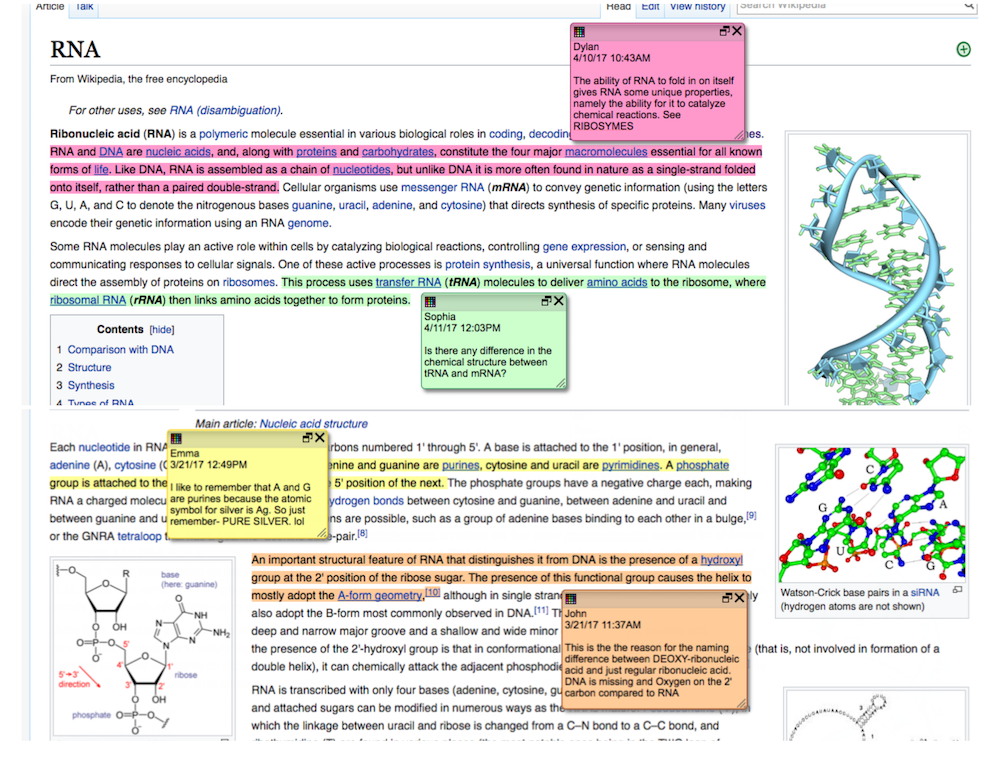 Article Talk Read Edit View history Search Wikipedia
RNA
From Wikipedia, the free encyclopedia
For other uses, see RNA (disambiguation).
Ribonucleic acid (RNA) is a polymeric molecule essential in various biological roles in coding, decoding
RNA and DNA are nucleic acids, and, along with proteins and carbohydrates, constitute the four major macromolecules essential for all known
forms of life. Like DNA, RNA is assembled as a chain of nucleotides, but unlike DNA it is more often found in nature as a single-strand folded
onto itself, rather than a paired double-strand. Cellular organisms use messenger RNA (mRNA) to convey genetic information (using the letters
G, U, A, and C to denote the nitrogenous bases guanine, uracil, adenine, and cytosine) that directs synthesis of specific proteins. Many viruses
encode their genetic information using an RNA genome.
Dylan
4/10/17 10:43AM
The ability of RNA to fold in on itself
gives RNA some unique properties,
namely the ability for it to catalyze
chemical reactions. See
RIBOSYMES
Some RNA molecules play an active role within cells by catalyzing biological reactions, controlling gene expression, or sensing and
communicating responses to cellular signals. One of these active processes is protein synthesis, a universal function where RNA molecules
direct the assembly of proteins on ribosomes. This process uses transfer RNA (tRNA) molecules to deliver amino acids to the ribosome, where
ribosomal RNA (rRNA) then links amino acids together to form proteins.
Sophia
4/11/17 12:03PM
Is there any difference in the
chemical structure between
tRNA and mRNA?
Contents [hide]
1 Comparison with DNA
2 Structure
3 Synthesis
4 Types of RNA
Main article: Nucleic acid structure
Each nucleotide in RNA rbons numbered 1' through 5'. A base is attached to the 1' position, in general,
adenine (A), cytosine (C enine and guanine are purines, cytosine and uracil are pyrimidines. A phosphate
group is attached to the 5' position of the next. The phosphate groups have a negative charge each, making
RNA a charged molecu ydrogen bonds between cytosine and guanine, between adenine and uracil and
between guanine and u ns are possible, such as a group of adenine bases binding to each other in a bulge,[9]
or the GNRA tetraloop t e-pair.[8]
Emma
3/21/17 12:49PM
I like to remember that A and G
are purines because the atomic
symbol for silver is Ag. So just
remember- PURE SILVER. lol
An important structural feature of RNA that distinguishes it from DNA is the presence of a hydroxyl
group at the 2' position of the ribose sugar. The presence of this functional group causes the helix to
mostly adopt the A-form geometry,[10] although in single stran ly
also adopt the B-form most commonly observed in DNA.[11] Th
deep and narrow major groove and a shallow and wide minor
the presence of the 2'-hydroxyl group is that in conformational (that is, not involved in formation of a
double helix), it can chemically attack the adjacent phosphodie
RNA is transcribed with only four bases (adenine, cytosine, gu
and attached sugars can be modified in numerous ways as the
which the linkage between uracil and ribose is changed from a C–N bond to a C–C bond, and
John
3/21/17 11:37AM
This is the the reason for the naming
difference between DEOXY-ribonucleic
acid and just regular ribonucleic acid.
DNA is missing and Oxygen on the 2'
carbon compared to RNA
base
(here: guanine)
O R O N NH N NH2 N
OH
O=P–O– 5'
O-
4' O 1' ribose
3' 2'
5'→3'
direction
OH
phosphate O=P–O
O-
C
G A
U
C G
Watson-Crick base pairs in a siRNA
(hydrogen atoms are not shown)